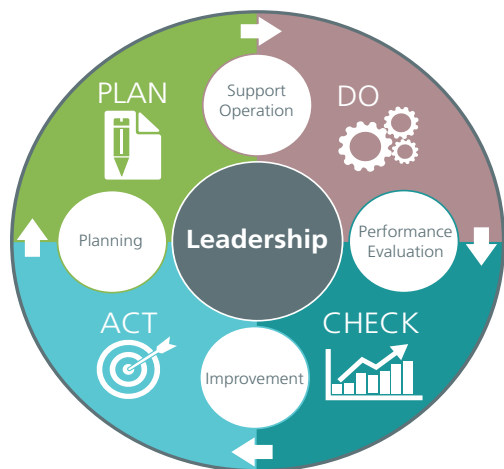 PLAN
Support
Operation
DO
Planning
Leadership
Performance
Evaluation
ACT
CHECK
Improvement